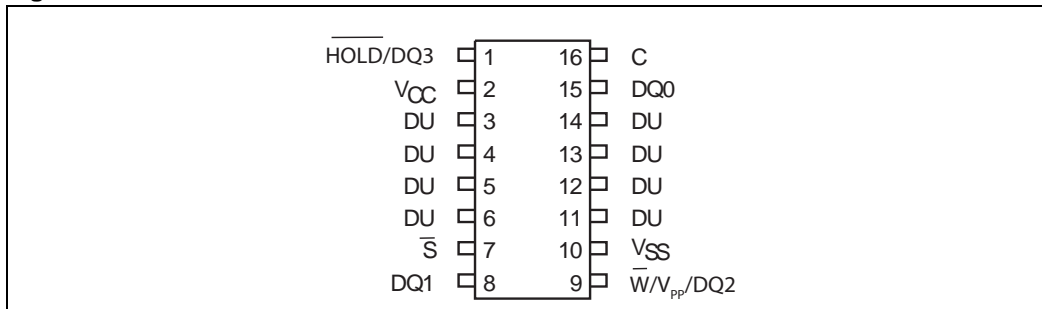 HOLD/DQ3 1 16 C
VCC 2 15 DQ0
DU 3 14 DU
DU 4 13 DU
DU 5 12 DU
DU 6 11 DU
S̅ 7 10 VSS
DQ1 8 9 W̅/VPP/DQ2